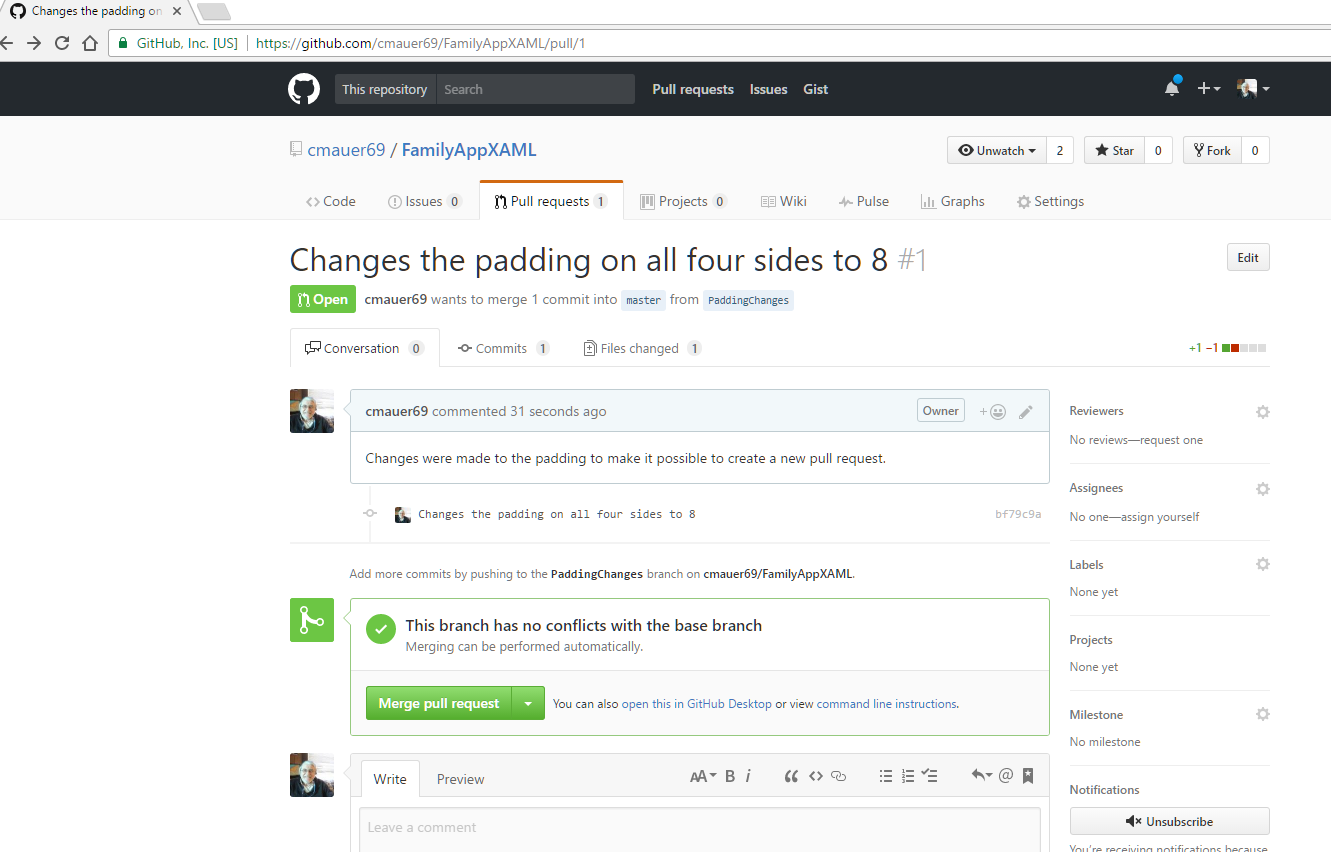 Changes the padding on
GitHub, Inc. [US] https://github.com/cmauer69/FamilyAppXAML/pull/1
This repository Search Pull requests Issues Gist
cmauer69 / FamilyAppXAML Unwatch 2 Star 0 Fork 0
Code Issues 0 Pull requests 1 Projects 0 Wiki Pulse Graphs Settings
Changes the padding on all four sides to 8 #1 Edit
Open cmauer69 wants to merge 1 commit into master from PaddingChanges
Conversation 0 Commits 1 Files changed 1 +1 −1
cmauer69 commented 31 seconds ago Owner +
Changes were made to the padding to make it possible to create a new pull request.
Changes the padding on all four sides to 8 bf79c9a
Add more commits by pushing to the PaddingChanges branch on cmauer69/FamilyAppXAML.
This branch has no conflicts with the base branch
Merging can be performed automatically.
Merge pull request You can also open this in GitHub Desktop or view command line instructions.
Write Preview AA B i “ @
Leave a comment
Reviewers
No reviews—request one
Assignees
No one—assign yourself
Labels
None yet
Projects
None yet
Milestone
No milestone
Notifications
Unsubscribe
You're receiving notifications because